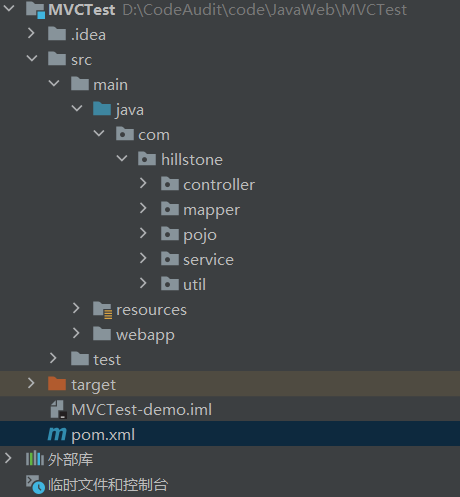 MVCTest D:\CodeAudit\code\JavaWeb\MVCTest
.idea
src
main
java
com
hillstone
controller
mapper
pojo
service
util
resources
webapp
test
target
MVCTest-demo.iml
pom.xml
外部库
临时文件和控制台